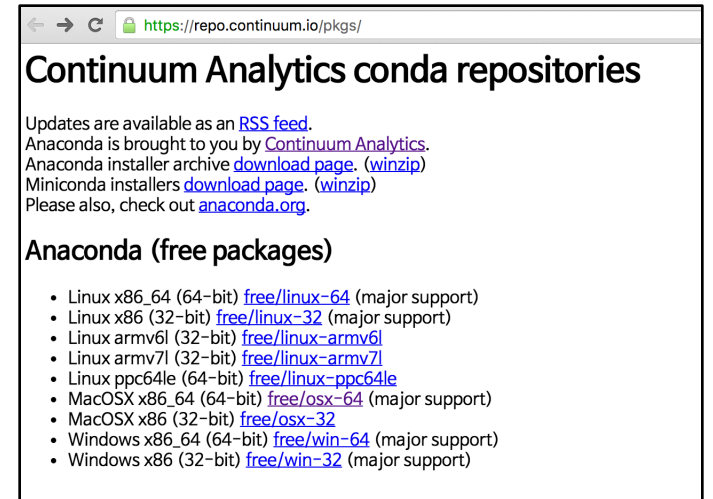 https://repo.continuum.io/pkgs/
Continuum Analytics conda repositories
Updates are available as an RSS feed.
Anaconda is brought to you by Continuum Analytics.
Anaconda installer archive download page. (winzip)
Miniconda installers download page. (winzip)
Please also, check out anaconda.org.
Anaconda (free packages)
• Linux x86_64 (64-bit) free/linux-64 (major support)
• Linux x86 (32-bit) free/linux-32 (major support)
• Linux armv6l (32-bit) free/linux-armv6l
• Linux armv7l (32-bit) free/linux-armv7l
• Linux ppc64le (64-bit) free/linux-ppc64le
• MacOSX x86_64 (64-bit) free/osx-64 (major support)
• MacOSX x86 (32-bit) free/osx-32
• Windows x86_64 (64-bit) free/win-64 (major support)
• Windows x86 (32-bit) free/win-32 (major support)